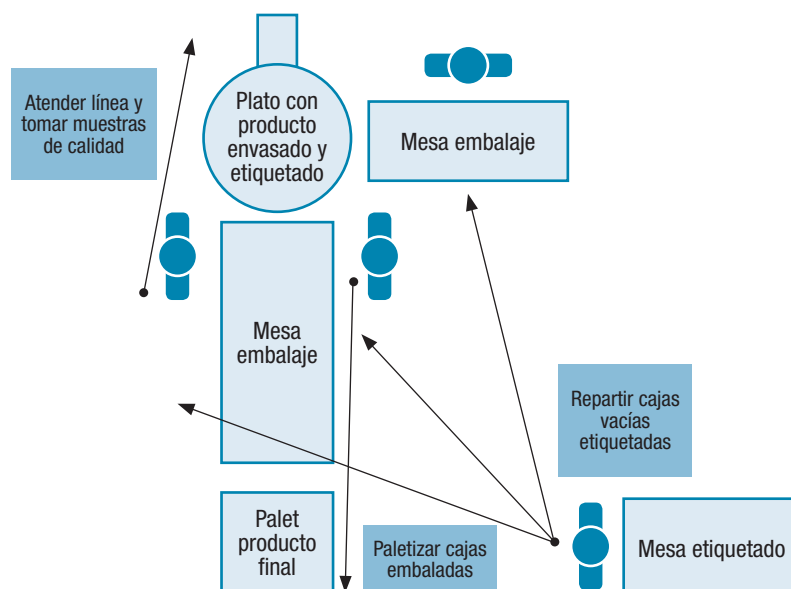 Atender línea y
tomar muestras
de calidad
Plato con
producto
envasado y
etiquetado
Mesa embalaje
Mesa
embalaje
Repartir cajas
vacías
etiquetadas
Palet
producto
final
Paletizar cajas
embaladas
Mesa etiquetado